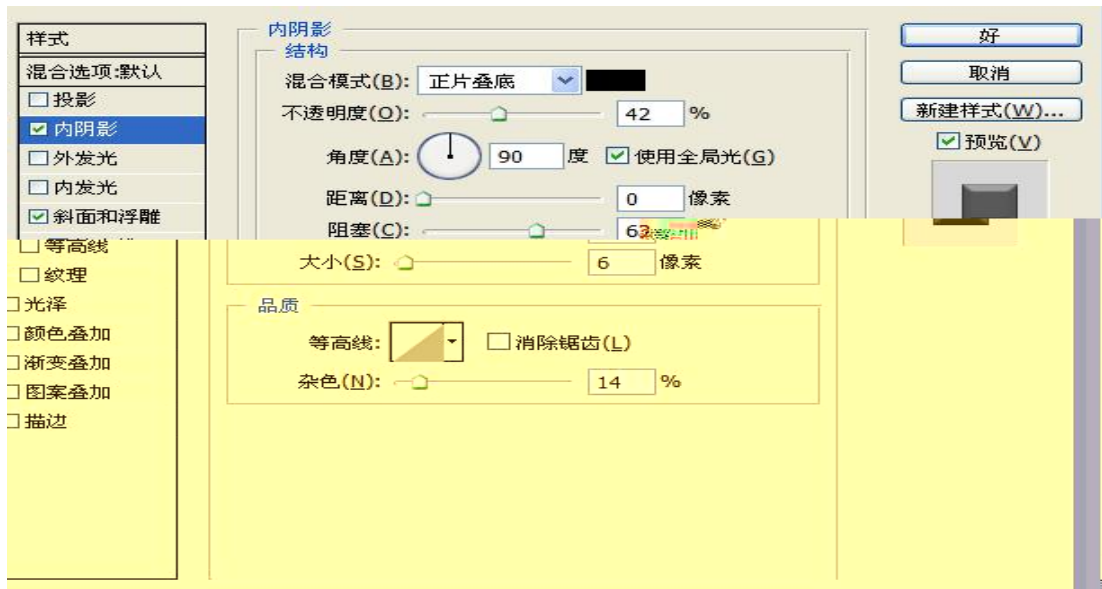 样式
混合选项:默认
投影
内阴影
外发光
内发光
斜面和浮雕
等高线
纹理
光泽
颜色叠加
渐变叠加
图案叠加
描边
内阴影
结构
混合模式(B): 正片叠底
不透明度(O): 42 %
角度(A): 90 度 使用全局光(G)
距离(D): 0 像素
阻塞(C):
大小(S): 6 像素
品质
等高线: 消除锯齿(L)
杂色(N): 14 %
好
取消
新建样式(W)...
预览(V)